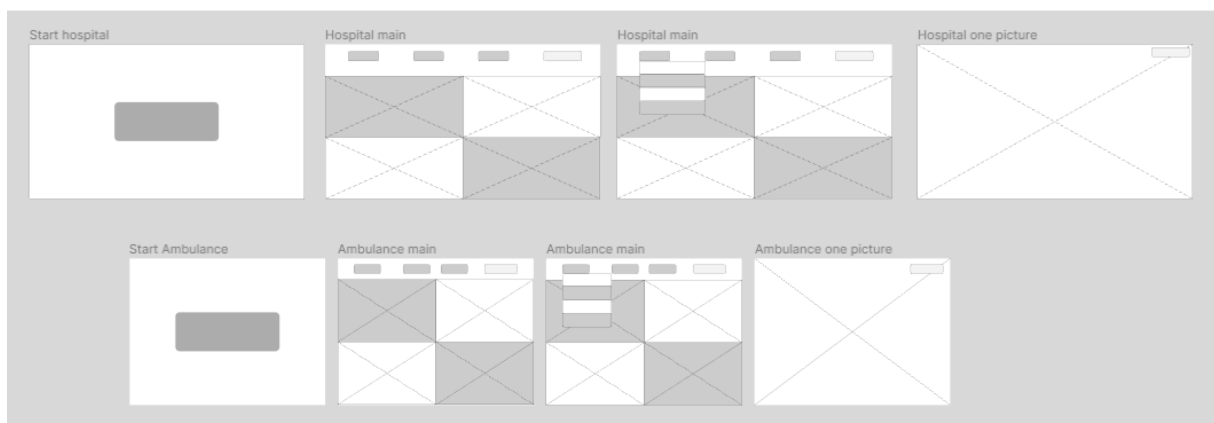 Start hospital
Hospital main
Hospital main
Hospital one picture
Start Ambulance
Ambulance main
Ambulance main
Ambulance one picture